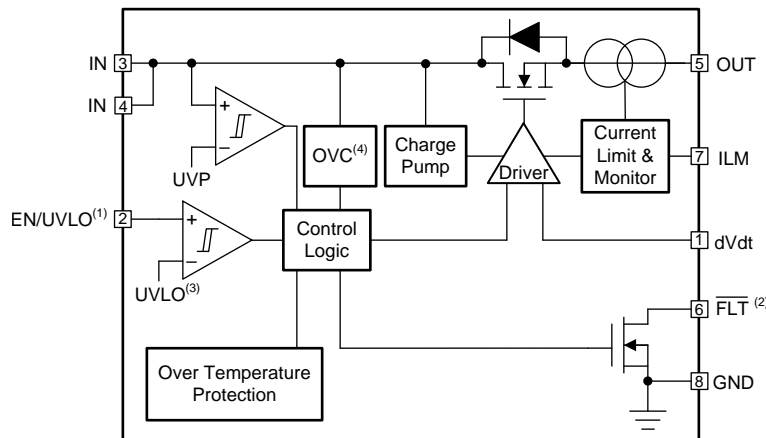 IN 3
IN 4
5 OUT
+
−
UVP
OVC(4)
Charge Pump
Driver
Current Limit & Monitor
7 ILM
EN/UVLO(1) 2
+
−
UVLO(3)
Control Logic
1 dVdt
6 FLT (2)
Over Temperature Protection
8 GND